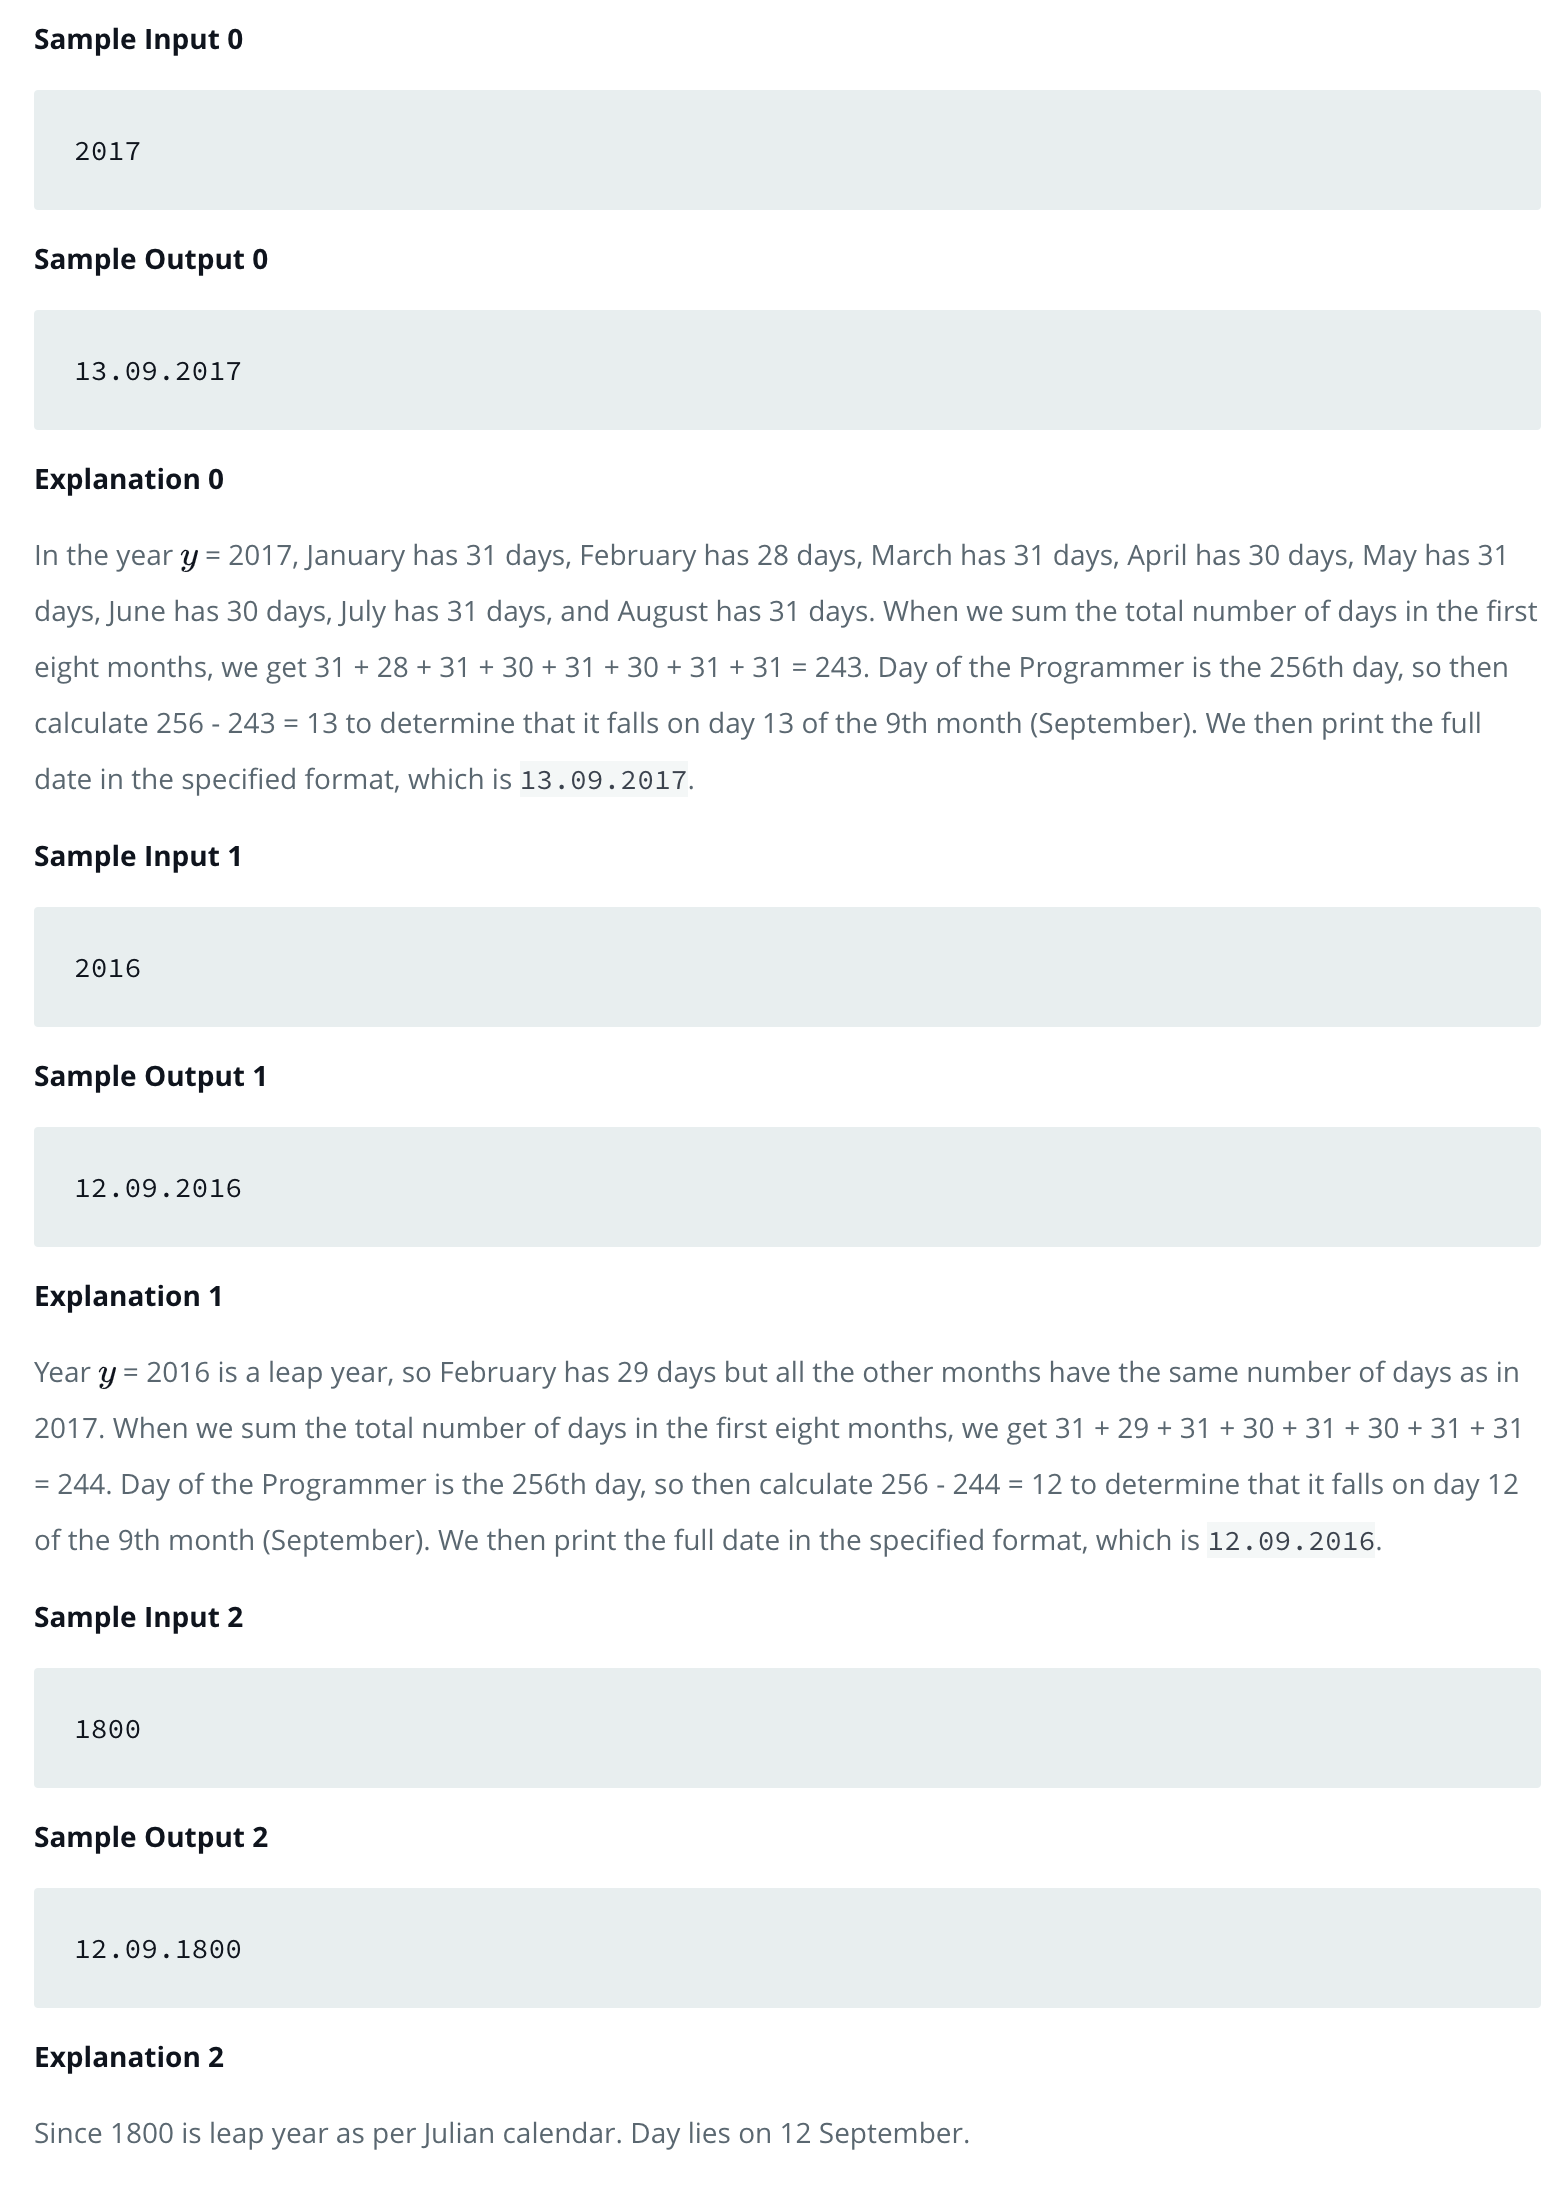 Sample Input 0
2017
Sample Output 0
13.09.2017
Explanation 0
In the year y = 2017, January has 31 days, February has 28 days, March has 31 days, April has 30 days, May has 31
days, June has 30 days, July has 31 days, and August has 31 days. When we sum the total number of days in the first
eight months, we get 31 + 28 + 31 + 30 + 31 + 30 + 31 + 31 = 243. Day of the Programmer is the 256th day, so then
calculate 256 - 243 = 13 to determine that it falls on day 13 of the 9th month (September). We then print the full
date in the specified format, which is 13.09.2017.
Sample Input 1
2016
Sample Output 1
12.09.2016
Explanation 1
Year y = 2016 is a leap year, so February has 29 days but all the other months have the same number of days as in
2017. When we sum the total number of days in the first eight months, we get 31 + 29 + 31 + 30 + 31 + 30 + 31 + 31
= 244. Day of the Programmer is the 256th day, so then calculate 256 - 244 = 12 to determine that it falls on day 12
of the 9th month (September). We then print the full date in the specified format, which is 12.09.2016.
Sample Input 2
1800
Sample Output 2
12.09.1800
Explanation 2
Since 1800 is leap year as per Julian calendar. Day lies on 12 September.